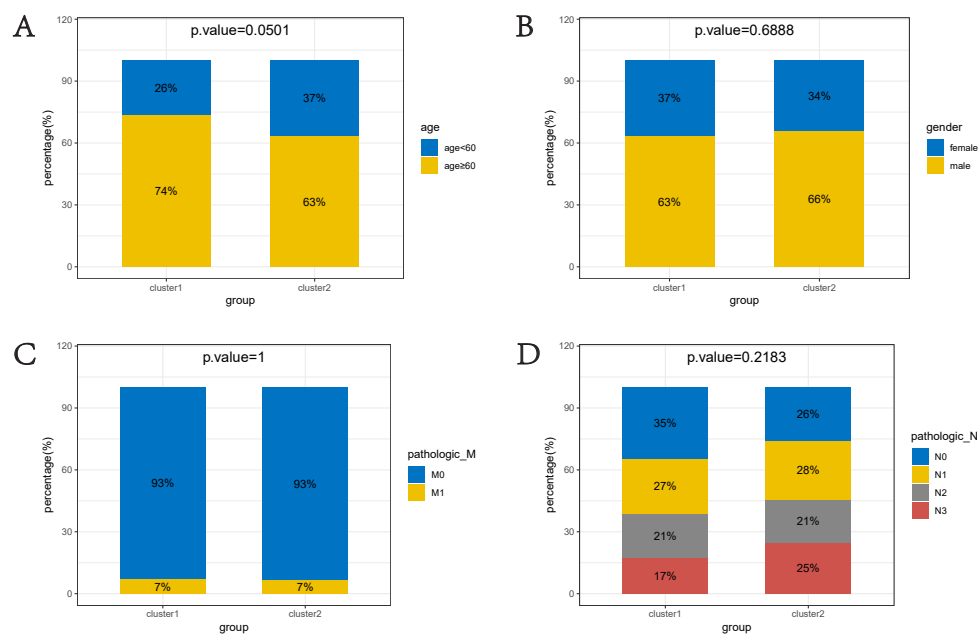 A
p.value=0.0501
120
90
60
30
0
percentage(%)
26%
37%
74%
63%
cluster1
cluster2
group
age
age<60
age≥60
B
p.value=0.6888
120
90
60
30
0
percentage(%)
37%
34%
63%
66%
cluster1
cluster2
group
gender
female
male
C
p.value=1
120
90
60
30
0
percentage(%)
93%
93%
7%
7%
cluster1
cluster2
group
pathologic_M
M0
M1
D
p.value=0.2183
120
90
60
30
0
percentage(%)
35%
26%
27%
28%
21%
21%
17%
25%
cluster1
cluster2
group
pathologic_N
N0
N1
N2
N3